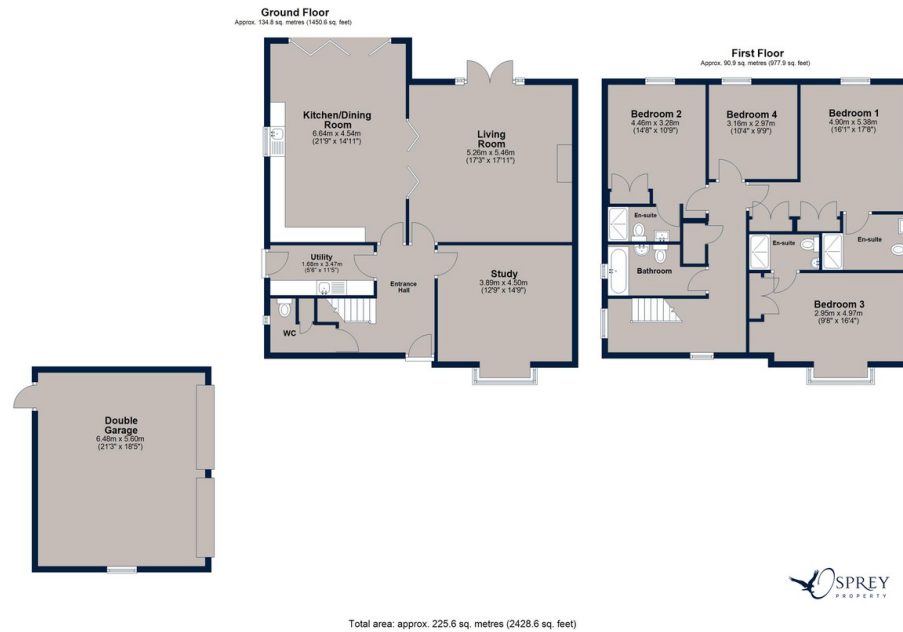 Ground Floor
Approx. 134.8 sq. metres (1450.6 sq. feet)
Kitchen/Dining
Room
6.64m x 4.54m
(21'9" x 14'11")
Living
Room
5.26m x 5.46m
(17'3" x 17'11")
Utility
1.68m x 3.47m
(5'6" x 11'5")
Entrance
Hall
Study
3.89m x 4.50m
(12'9" x 14'9")
WC
Double
Garage
6.48m x 5.60m
(21'3" x 18'5")
First Floor
Approx. 90.9 sq. metres (977.9 sq. feet)
Bedroom 2
4.46m x 3.28m
(14'8" x 10'9")
Bedroom 4
3.16m x 2.97m
(10'4" x 9'9")
Bedroom 1
4.90m x 5.38m
(16'1" x 17'8")
En-suite
En-suite
En-suite
Bathroom
Bedroom 3
2.95m x 4.97m
(9'8" x 16'4")
OSPREY
PROPERTY
Total area: approx. 225.6 sq. metres (2428.6 sq. feet)